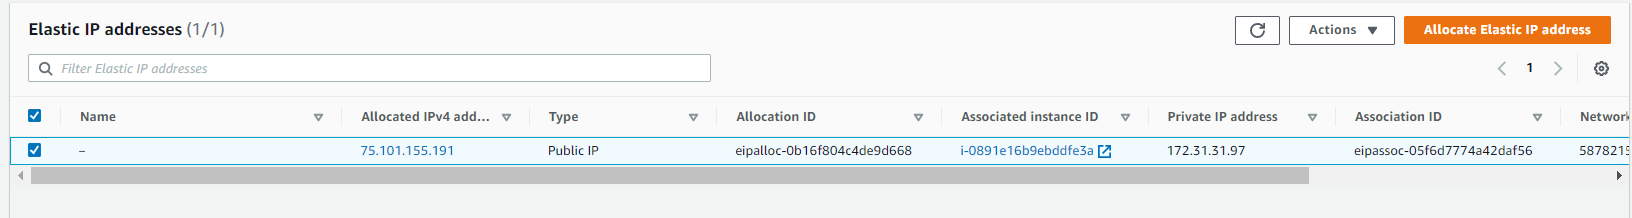 Elastic IP addresses (1/1)
Actions
Allocate Elastic IP address
Filter Elastic IP addresses
1
Name Allocated IPv4 add... Type Allocation ID Associated instance ID Private IP address Association ID Network
– 75.101.155.191 Public IP eipalloc-0b16f804c4de9d668 i-0891e16b9ebddfe3a 172.31.31.97 eipassoc-05f6d7774a42daf56 5878215